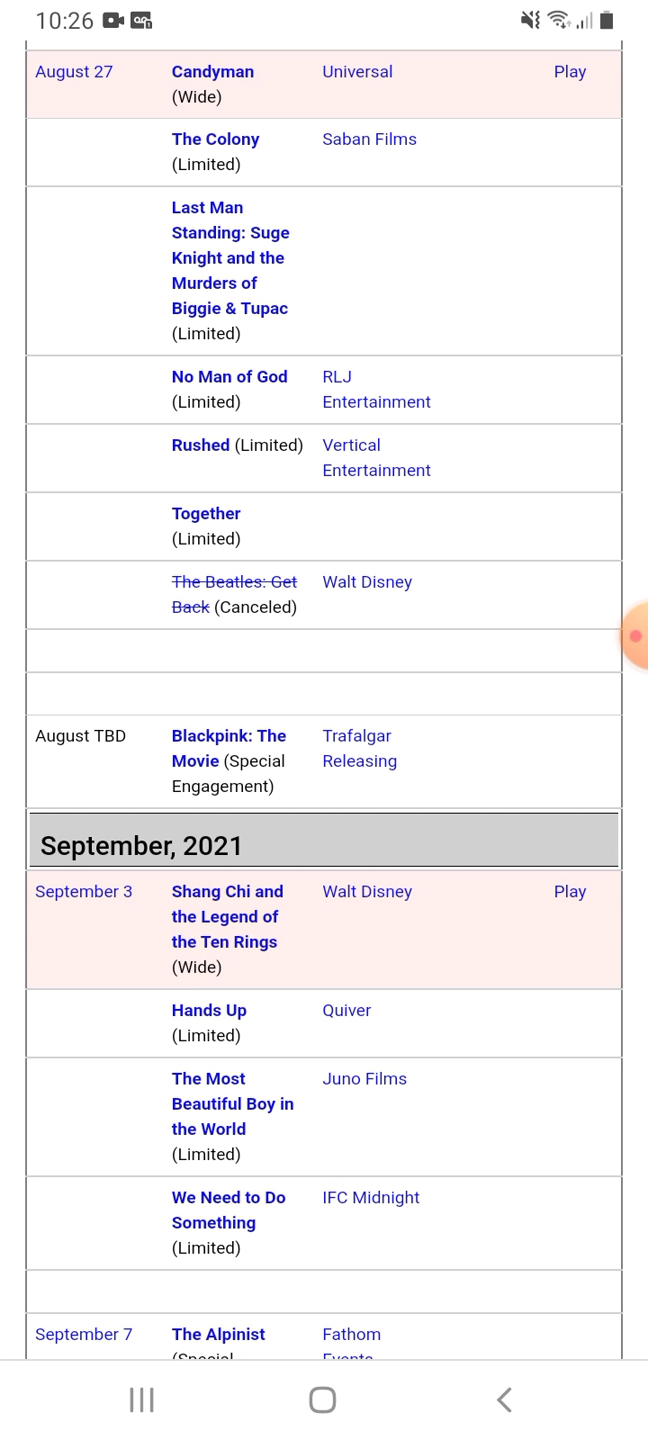 10:26
August 27 Candyman Universal Play
(Wide)
The Colony Saban Films
(Limited)
Last Man
Standing: Suge
Knight and the
Murders of
Biggie & Tupac
(Limited)
No Man of God RLJ
(Limited) Entertainment
Rushed (Limited) Vertical
Entertainment
Together
(Limited)
The Beatles: Get Walt Disney
Back (Canceled)
August TBD Blackpink: The Trafalgar
Movie (Special Releasing
Engagement)
September, 2021
September 3 Shang Chi and Walt Disney Play
the Legend of
the Ten Rings
(Wide)
Hands Up Quiver
(Limited)
The Most Juno Films
Beautiful Boy in
the World
(Limited)
We Need to Do IFC Midnight
Something
(Limited)
September 7 The Alpinist Fathom
(Special Events